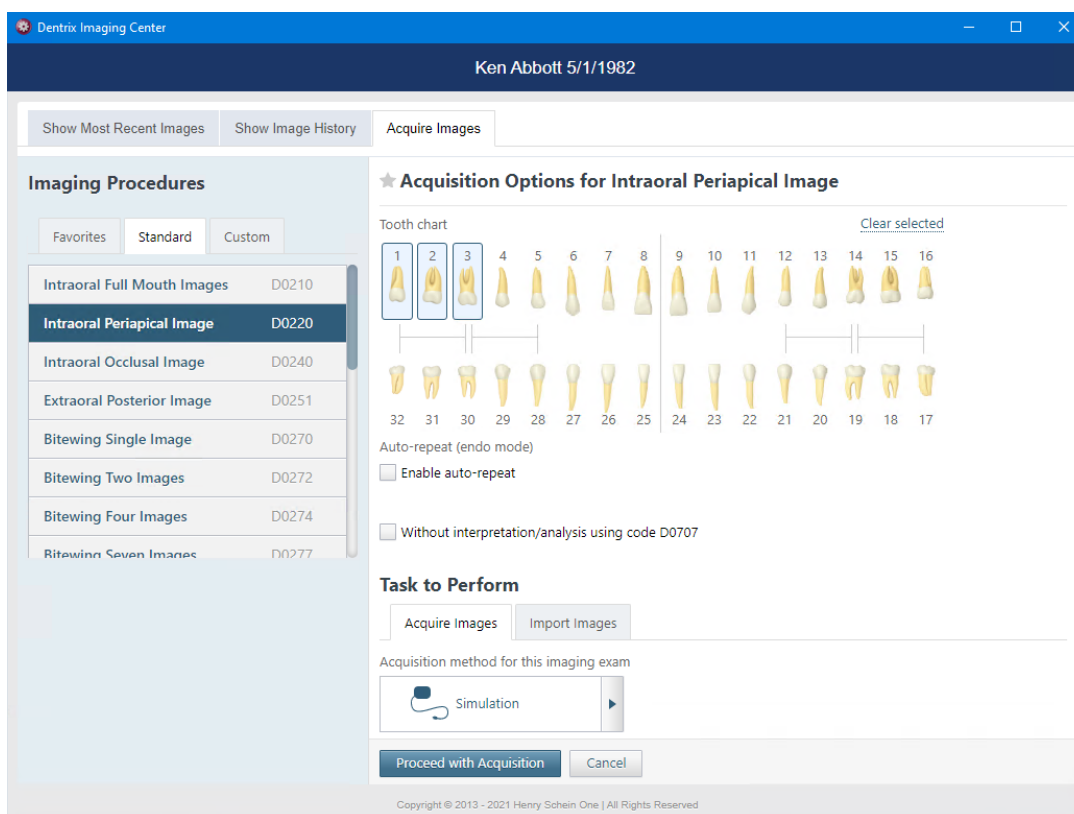 Dentrix Imaging Center
Ken Abbott 5/1/1982
Show Most Recent Images Show Image History Acquire Images
Imaging Procedures
Favorites Standard Custom
Intraoral Full Mouth Images D0210
Intraoral Periapical Image D0220
Intraoral Occlusal Image D0240
Extraoral Posterior Image D0251
Bitewing Single Image D0270
Bitewing Two Images D0272
Bitewing Four Images D0274
Bitewing Seven Images D0277
Acquisition Options for Intraoral Periapical Image
Tooth chart Clear selected
1 2 3 4 5 6 7 8 9 10 11 12 13 14 15 16
32 31 30 29 28 27 26 25 24 23 22 21 20 19 18 17
Auto-repeat (endo mode)
Enable auto-repeat
Without interpretation/analysis using code D0707
Task to Perform
Acquire Images Import Images
Acquisition method for this imaging exam
Simulation
Proceed with Acquisition Cancel
Copyright © 2013 - 2021 Henry Schein One | All Rights Reserved